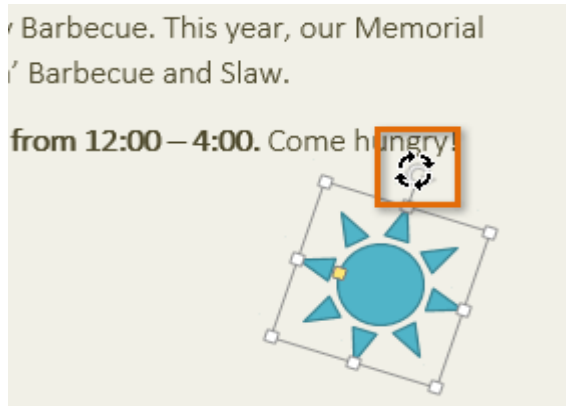 Barbecue. This year, our Memorial
Barbecue and Slaw.
from 12:00 – 4:00. Come hungry!